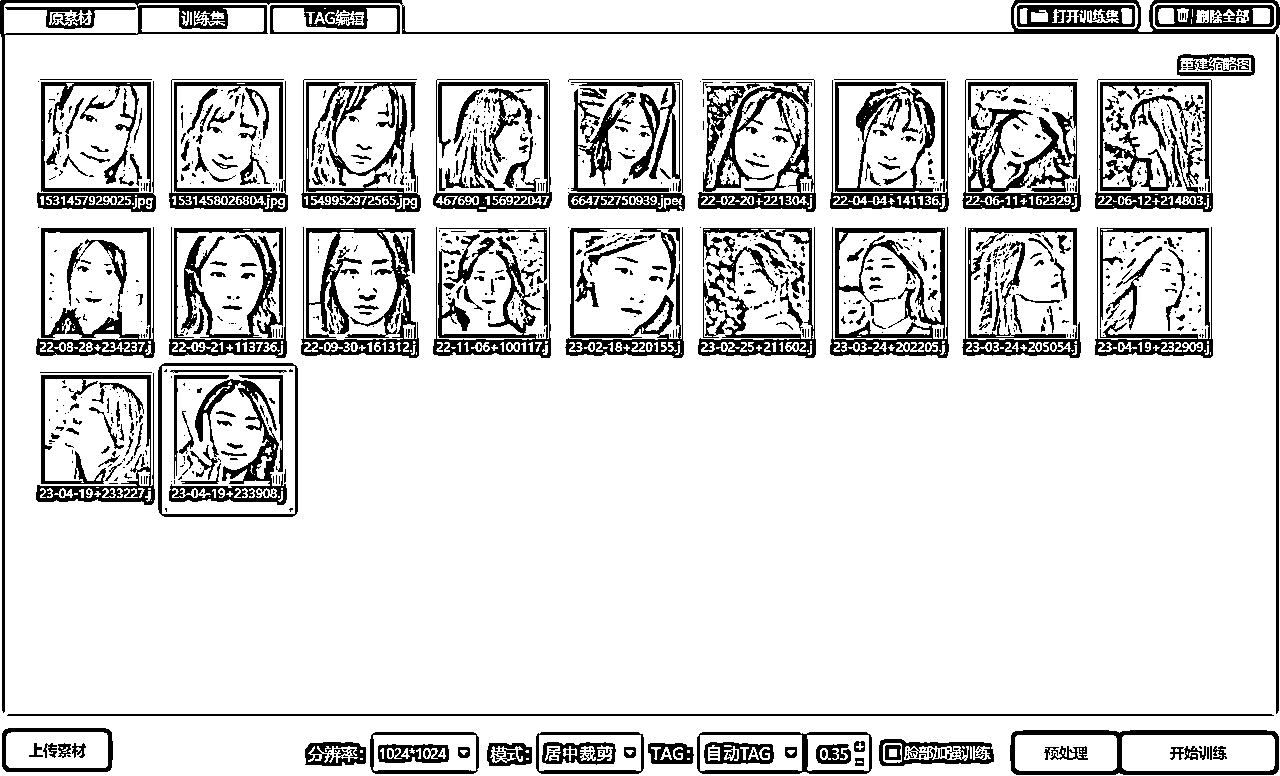 原素材 训练集 TAG编辑 打开训练集 删除全部
重建缩略图
1531457929025.jpg 1531458026804.jpg 1549952972565.jpg 467690_156922047 664752750939.jpeg 22-02-20+221304.j 22-04-04+141136.j 22-06-11+162329.j 22-06-12+214803.j
22-08-28+234237.j 22-09-21+113736.j 22-09-30+161312.j 22-11-06+100117.j 23-02-18+220155.j 23-02-25+211602.j 23-03-24+202205.j 23-03-24+205054.j 23-04-19+232909.j
23-04-19+233227.j 23-04-19+233908.j
上传素材 分辨率: 1024*1024 模式: 居中裁剪 TAG: 自动TAG 0.35 脸部加强训练 预处理 开始训练